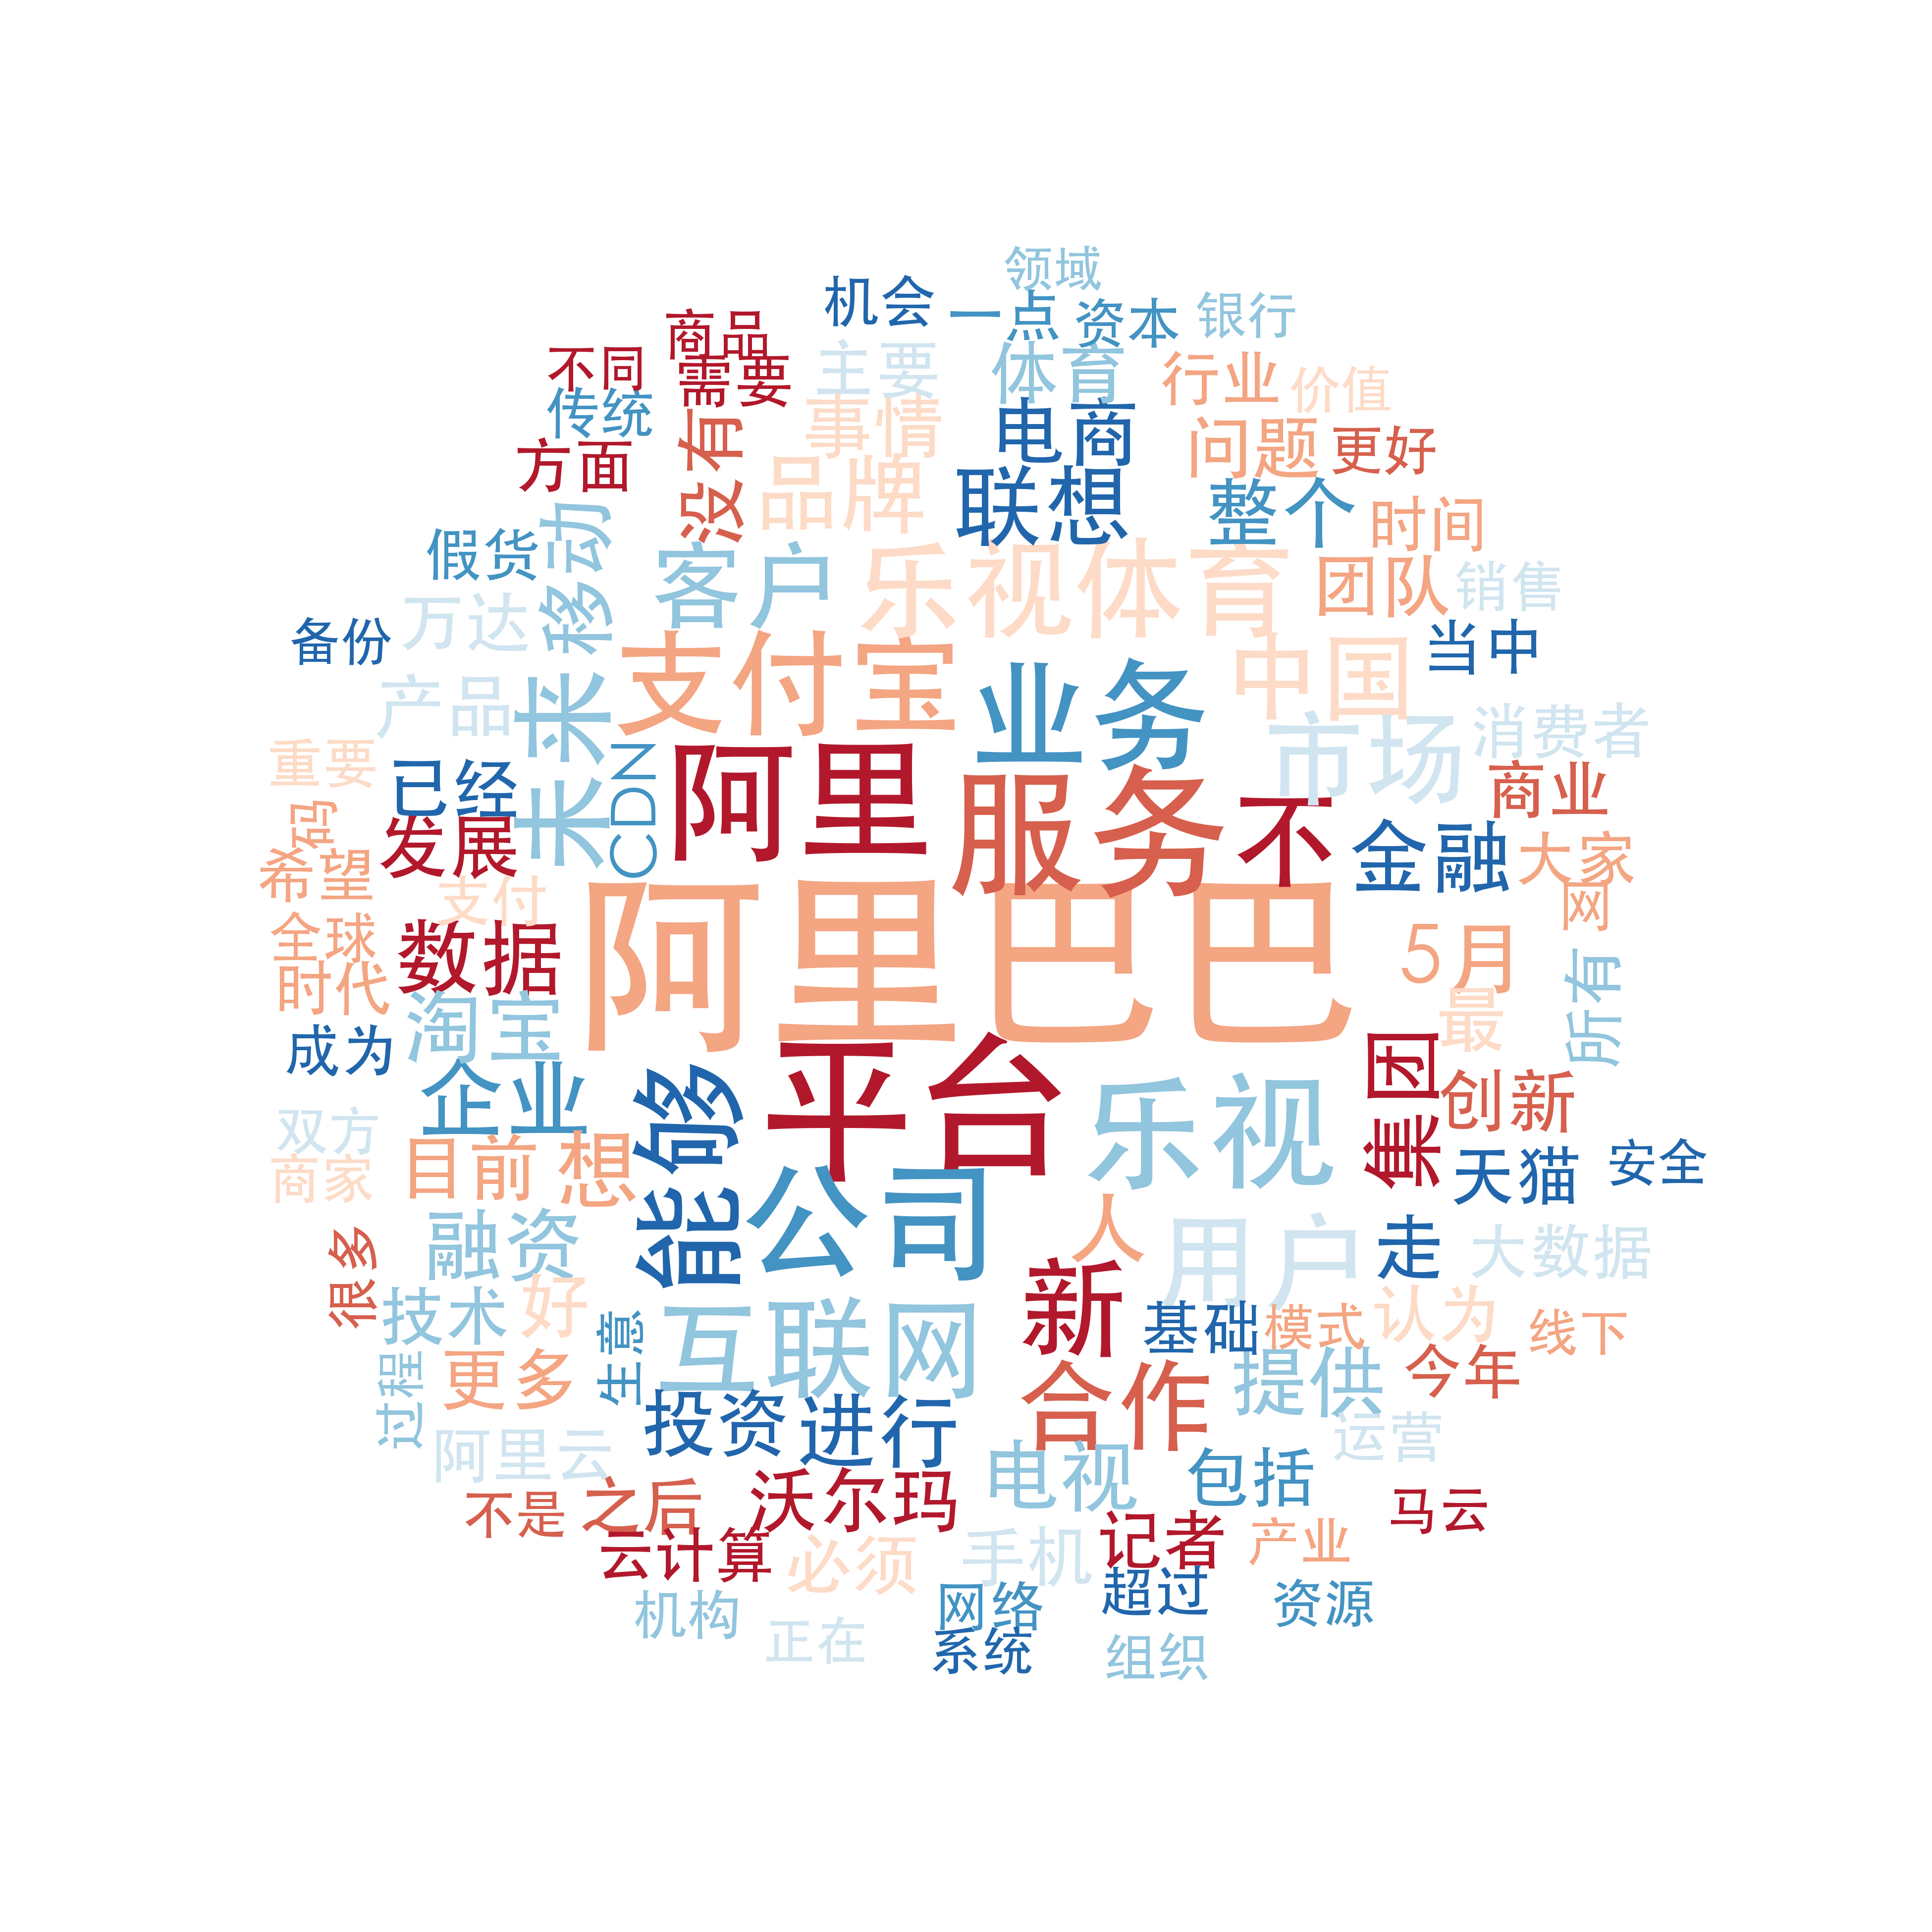 领域
机会
一点
资本
银行
商品
不同
需要
主要
体育
行业
价值
传统
没有
事情
电商
问题
更好
方面
品牌
联想
整个
时间
假货
移动
客户
乐视体育
团队
销售
备份
万达
支付宝
业务
中国
当中
产品
未来
市场
消费者
重要
已经
CDN
阿里
服务
不
商业
码
发展
金融
大家
希望
支付
阿里巴巴
网
全球
数据
5月
时代
淘宝
最
所有
成为
企业
能够
平台
乐视
集团
创新
双方
目前
想
天猫
安全
商家
公司
人
用户
走
大数据
很多
融资
技术
好
生意
互联网
新
基础
模式
认为
线下
过程
更多
投资
进行
合作
提供
今年
阿里云
电视
包括
运营
不是
之后
沃尔玛
马云
云计算
必须
手机
记者
产业
机构
网络
超过
资源
正在
系统
组织